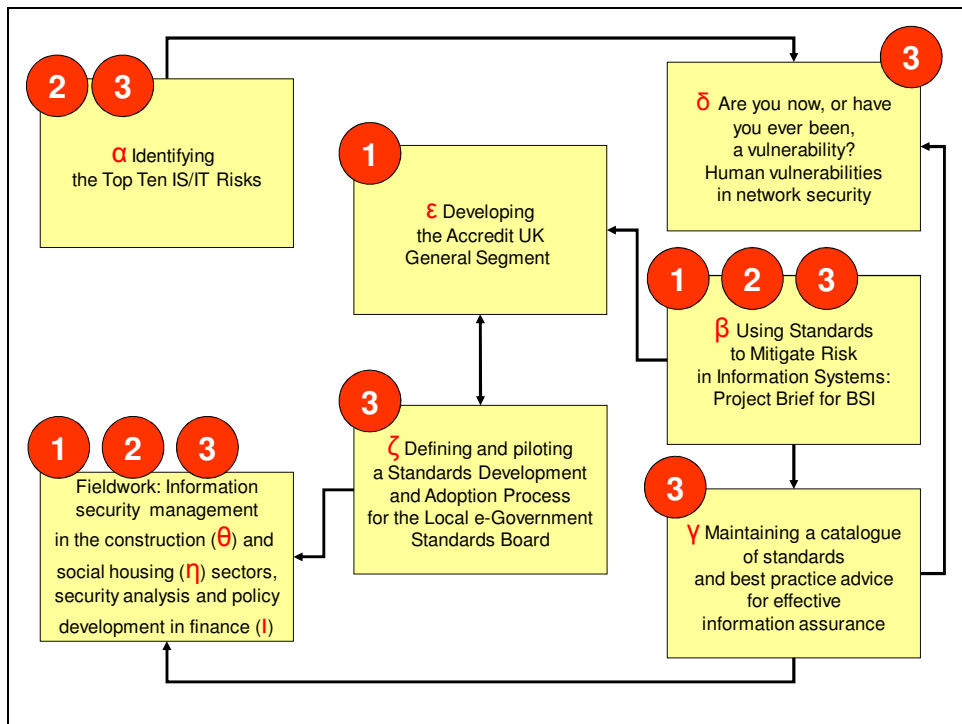 2 3
α Identifying
the Top Ten IS/IT Risks
3
δ Are you now, or have
you ever been,
a vulnerability?
Human vulnerabilities
in network security
1
ε Developing
the Accredit UK
General Segment
1 2 3
β Using Standards
to Mitigate Risk
in Information Systems:
Project Brief for BSI
3
ζ Defining and piloting
a Standards Development
and Adoption Process
for the Local e-Government
Standards Board
1 2 3
Fieldwork: Information
security management
in the construction (θ) and
social housing (η) sectors,
security analysis and policy
development in finance (ι)
3
γ Maintaining a catalogue
of standards
and best practice advice
for effective
information assurance